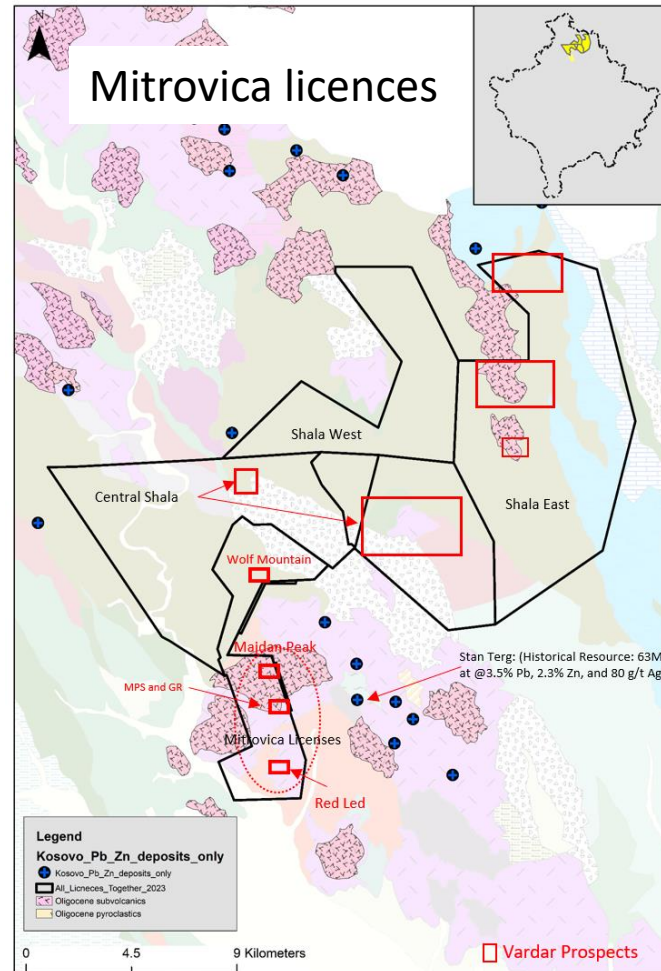 N
Mitrovica licences
Shala West
Central Shala
Shala East
Wolf Mountain
Majdan Peak
Stan Terg: (Historical Resource: 63M
at @3.5% Pb, 2.3% Zn, and 80 g/t Ag
MPS and GR
Mitrovica Licenses
Red Led
Legend
Kosovo_Pb_Zn_deposits_only
Kosovo_Pb_Zn_deposits_only
All_Licneces_Together_2023
Oligocene subvolcanics
Oligocene pyroclastics
0 4.5 9 Kilometers
Vardar Prospects